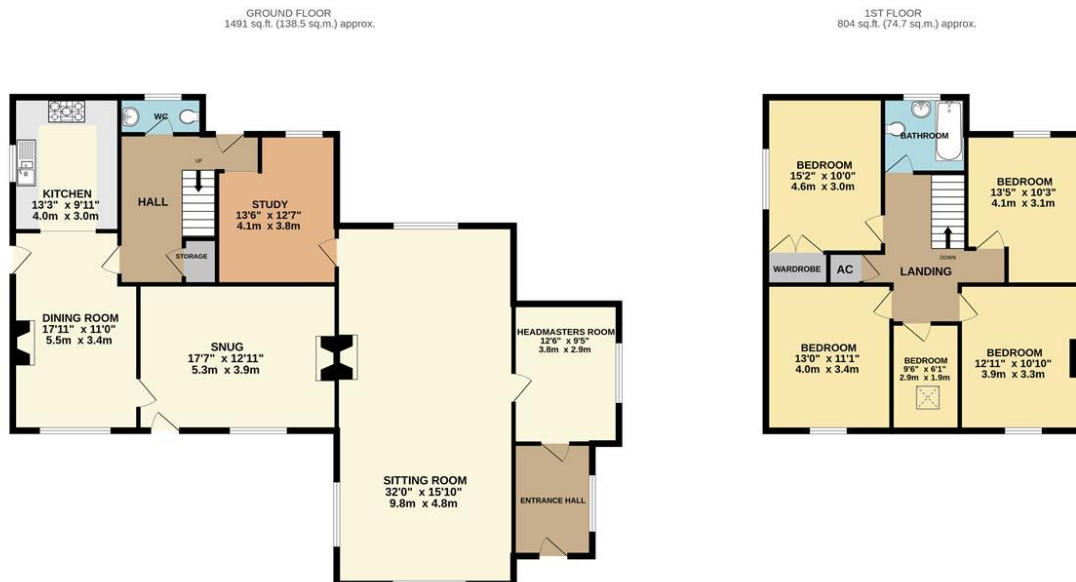 GROUND FLOOR
1491 sq.ft. (138.5 sq.m.) approx.
1ST FLOOR
804 sq.ft. (74.7 sq.m.) approx.
WC
KITCHEN
13'3" x 9'11"
4.0m x 3.0m
HALL
UP
STORAGE
STUDY
13'6" x 12'7"
4.1m x 3.8m
DINING ROOM
17'11" x 11'0"
5.5m x 3.4m
SNUG
17'7" x 12'11"
5.3m x 3.9m
HEADMASTERS ROOM
12'6" x 9'5"
3.8m x 2.9m
SITTING ROOM
32'0" x 15'10"
9.8m x 4.8m
ENTRANCE HALL
BEDROOM
15'2" x 10'0"
4.6m x 3.0m
BATHROOM
BEDROOM
13'5" x 10'3"
4.1m x 3.1m
WARDROBE
AC
DOWN
LANDING
BEDROOM
13'0" x 11'1"
4.0m x 3.4m
BEDROOM
9'6" x 6'1"
2.9m x 1.9m
BEDROOM
12'11" x 10'10"
3.9m x 3.3m